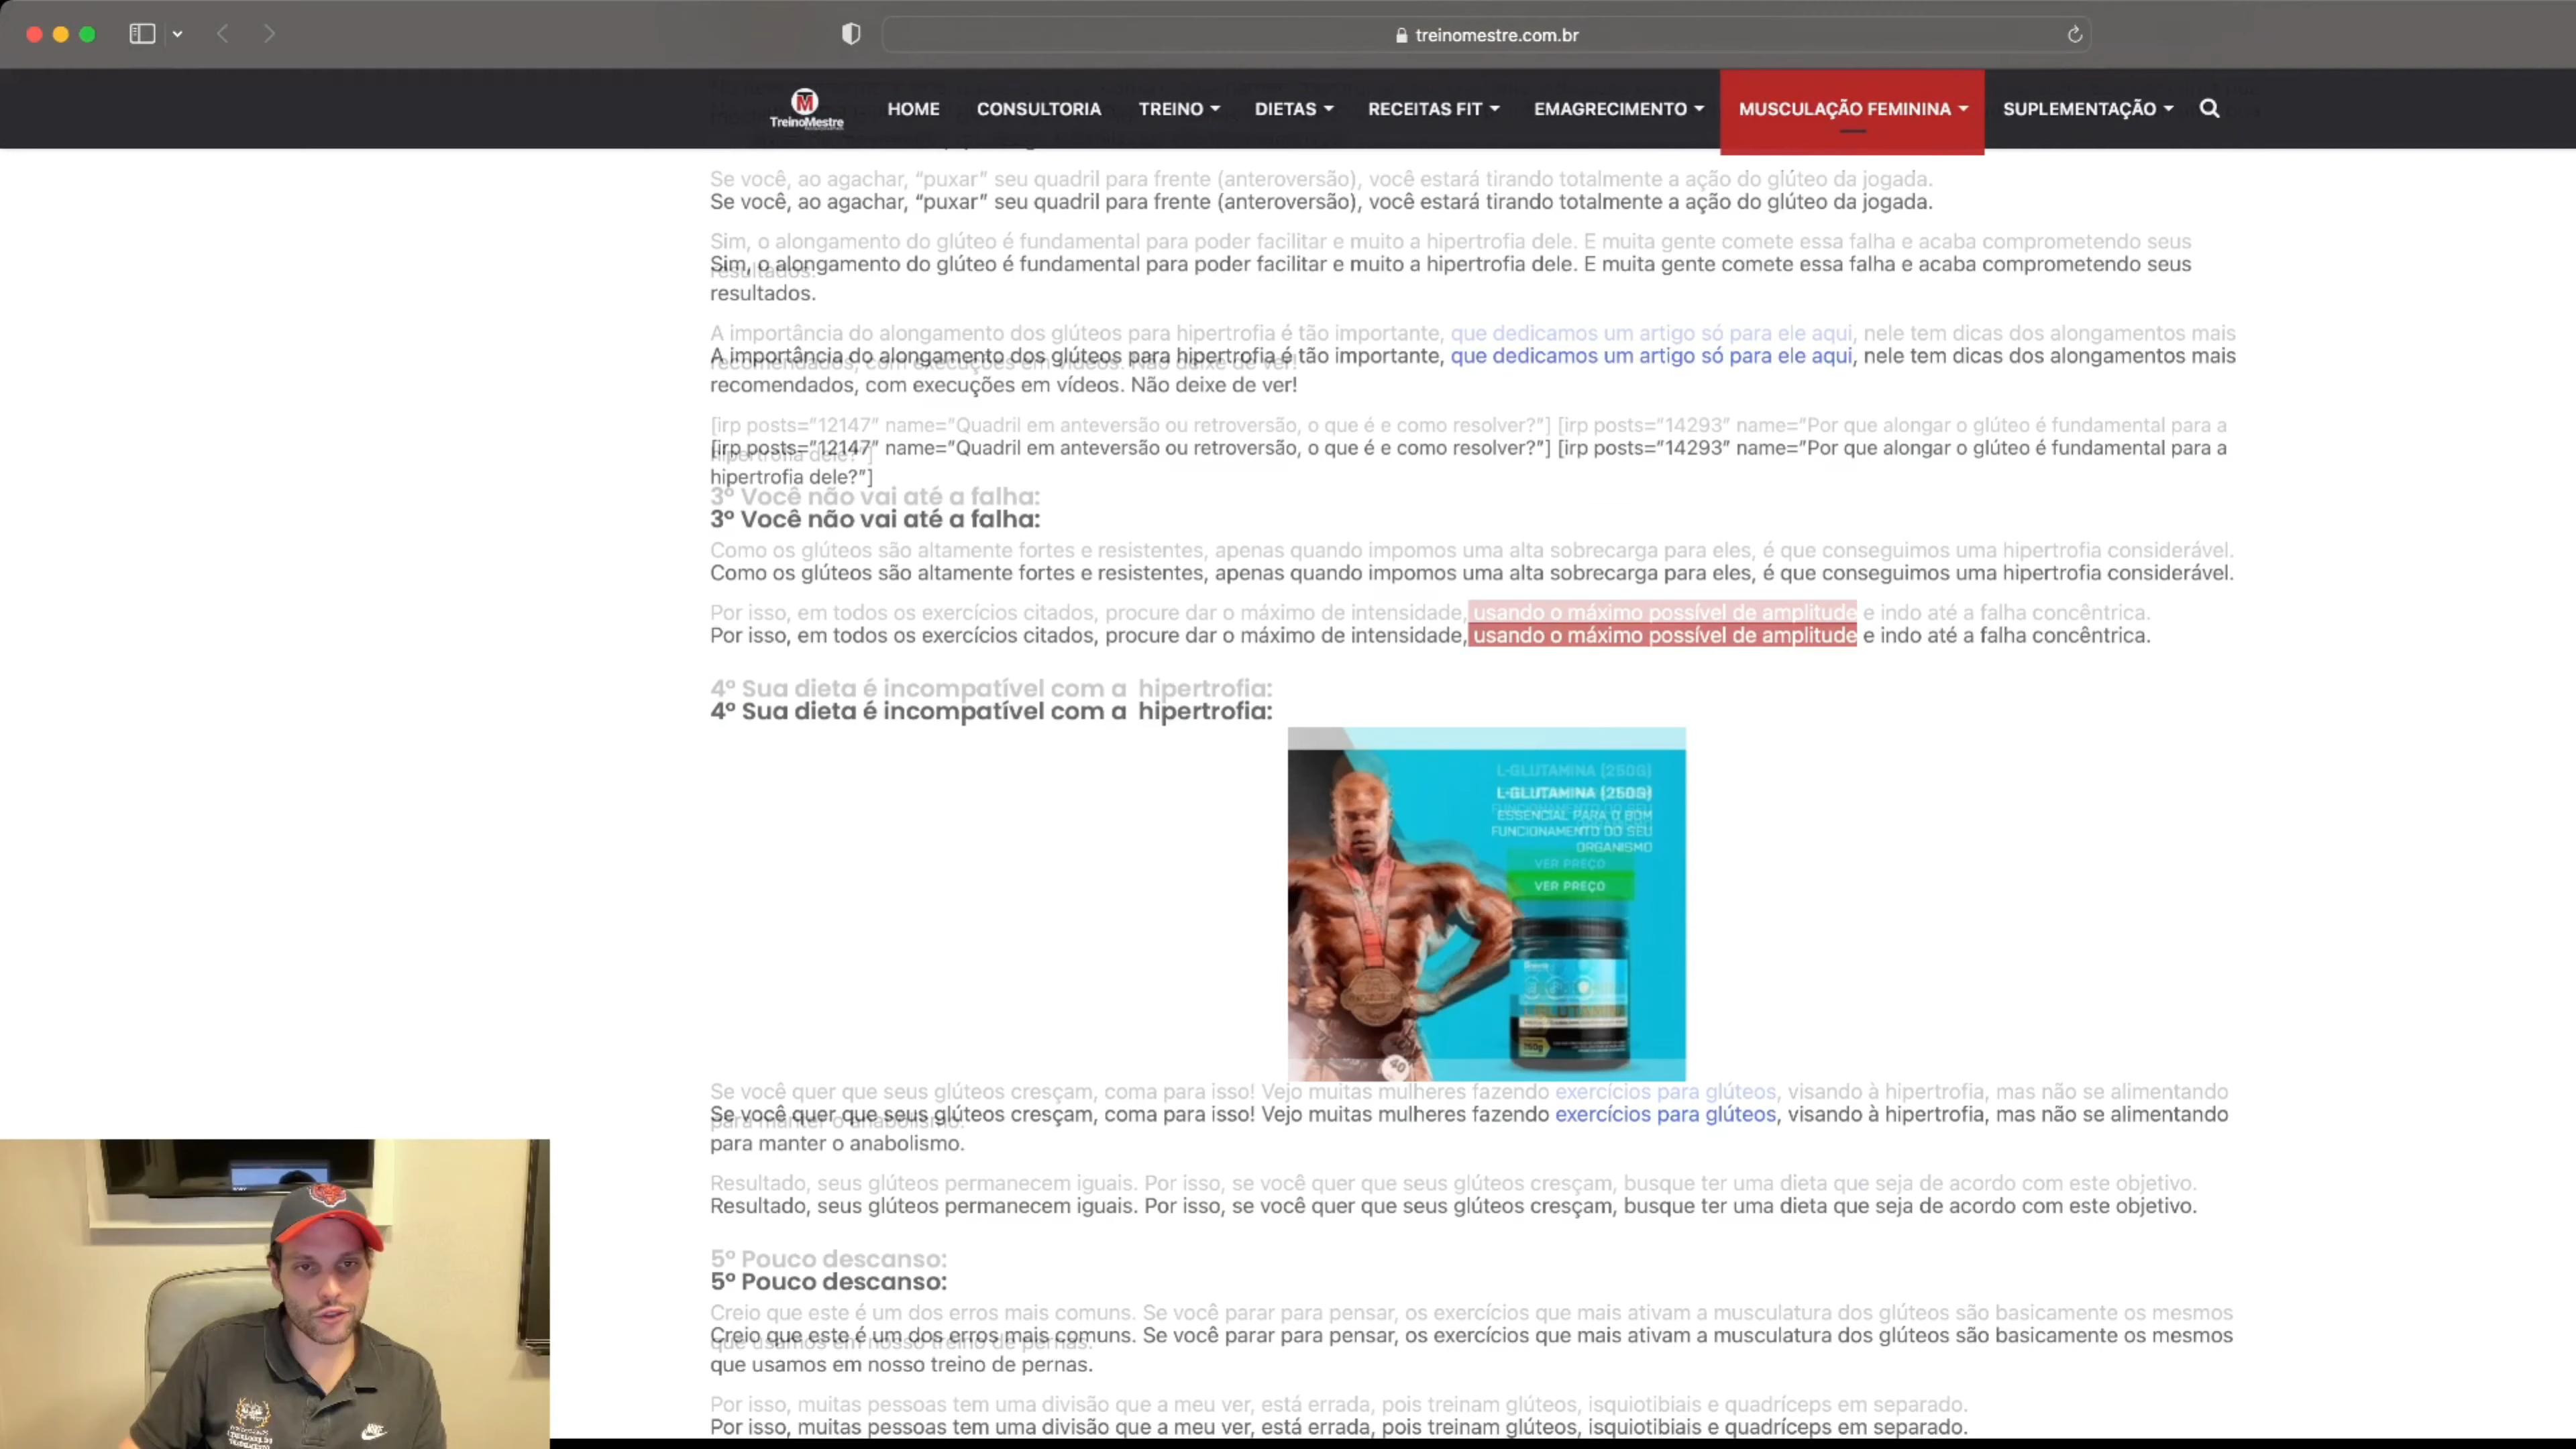 treinomestre.com.br
TM
TreinoMestre
HOME
CONSULTORIA
TREINO
DIETAS
RECEITAS FIT
EMAGRECIMENTO
MUSCULAÇÃO FEMININA
SUPLEMENTAÇÃO
Se você, ao agachar, “puxar” seu quadril para frente (anteroversão), você estará tirando totalmente a ação do glúteo da jogada.
Sim, o alongamento do glúteo é fundamental para poder facilitar e muito a hipertrofia dele. E muita gente comete essa falha e acaba comprometendo seus
resultados.
A importância do alongamento dos glúteos para hipertrofia é tão importante, que dedicamos um artigo só para ele aqui, nele tem dicas dos alongamentos mais
recomendados, com execuções em vídeos. Não deixe de ver!
[irp posts=”12147” name=”Quadril em anteversão ou retroversão, o que é e como resolver?”] [irp posts=”14293” name=”Por que alongar o glúteo é fundamental para a
hipertrofia dele?”]
3º Você não vai até a falha:
Como os glúteos são altamente fortes e resistentes, apenas quando impomos uma alta sobrecarga para eles, é que conseguimos uma hipertrofia considerável.
Por isso, em todos os exercícios citados, procure dar o máximo de intensidade, usando o máximo possível de amplitude e indo até a falha concêntrica.
4º Sua dieta é incompatível com a hipertrofia:
L-GLUTAMINA (250G)
ESSENCIAL PARA O BOM
FUNCIONAMENTO DO SEU
ORGANISMO
VER PREÇO
Se você quer que seus glúteos cresçam, coma para isso! Vejo muitas mulheres fazendo exercícios para glúteos, visando à hipertrofia, mas não se alimentando
para manter o anabolismo.
Resultado, seus glúteos permanecem iguais. Por isso, se você quer que seus glúteos cresçam, busque ter uma dieta que seja de acordo com este objetivo.
5º Pouco descanso:
Creio que este é um dos erros mais comuns. Se você parar para pensar, os exercícios que mais ativam a musculatura dos glúteos são basicamente os mesmos
que usamos em nosso treino de pernas.
Por isso, muitas pessoas tem uma divisão que a meu ver, está errada, pois treinam glúteos, isquiotibiais e quadríceps em separado.